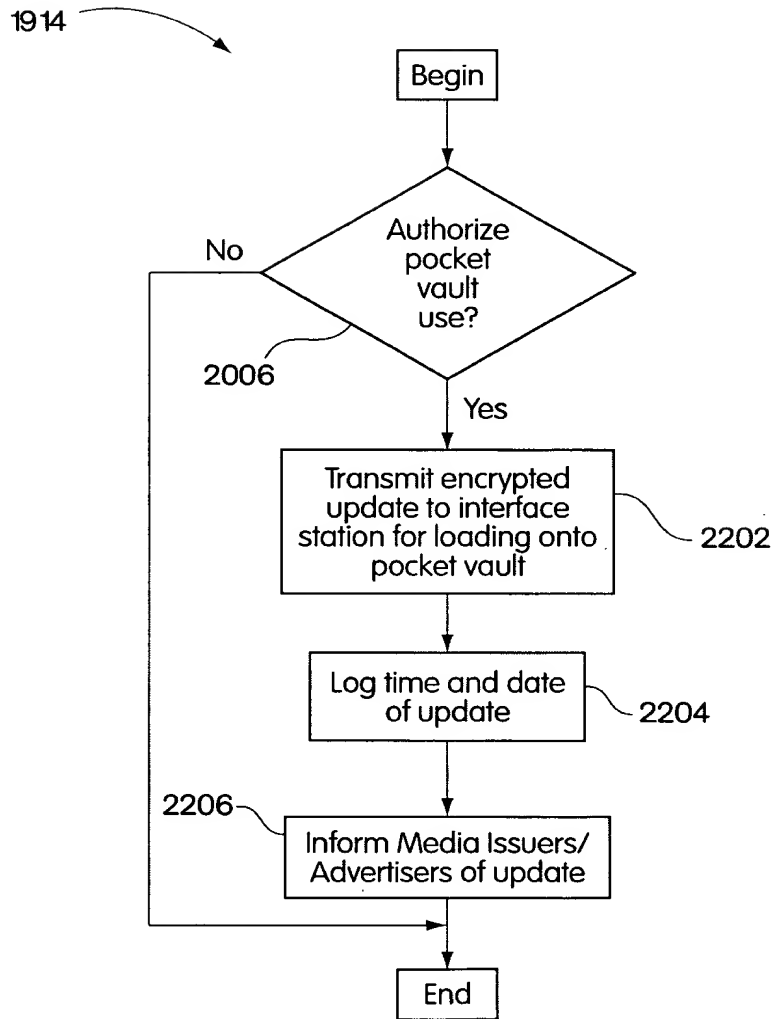 1914
Begin
Authorize
pocket
vault
use?
No
2006
Yes
Transmit encrypted
update to interface
station for loading onto
pocket vault
2202
Log time and date
of update
2204
2206
Inform Media Issuers/
Advertisers of update
End